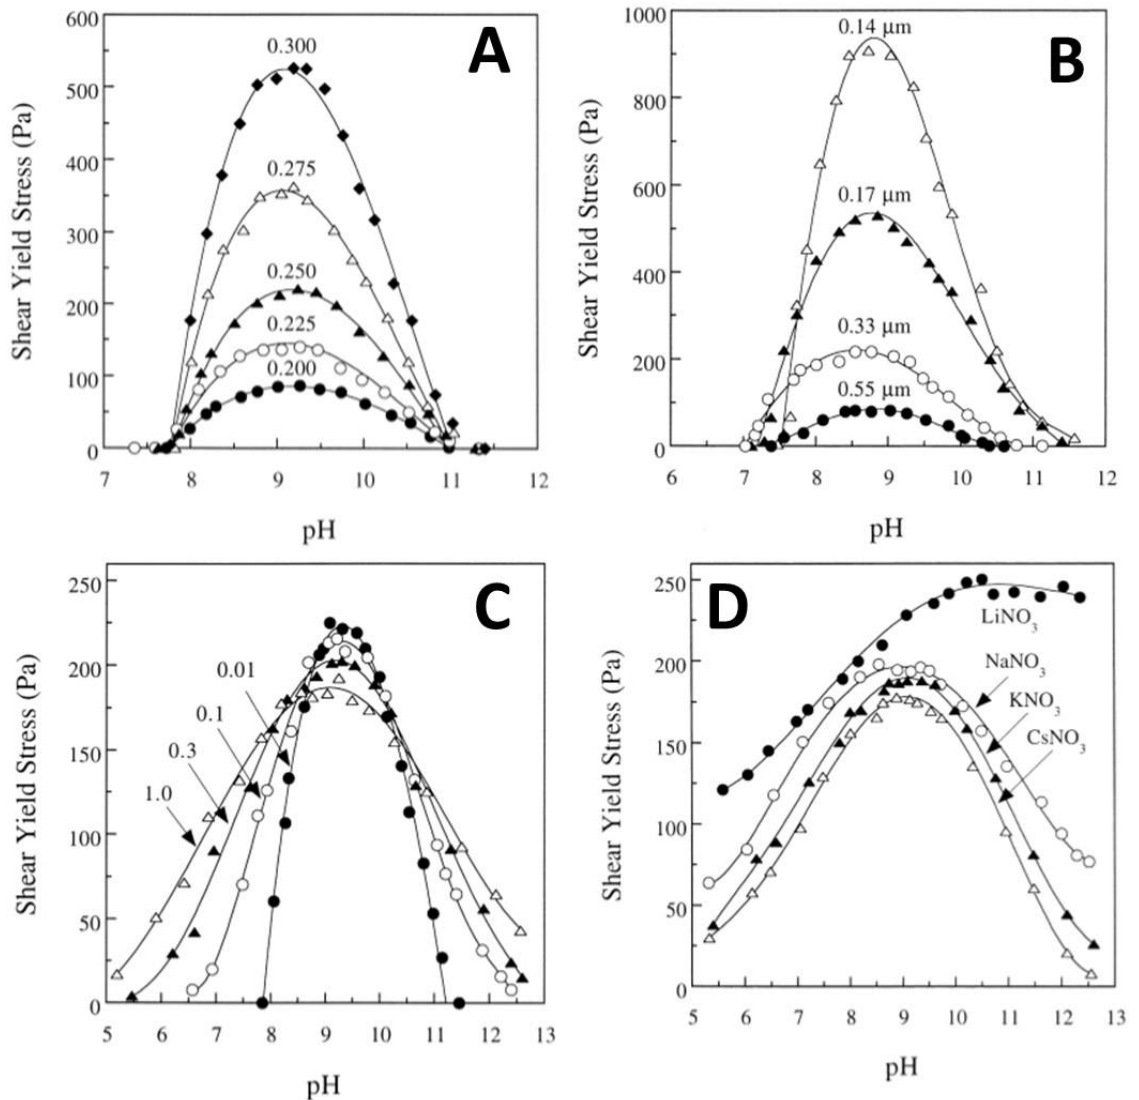 A
Shear Yield Stress (Pa)
600
500
400
300
200
100
0
0.300
0.275
0.250
0.225
0.200
7 8 9 10 11 12
pH
B
Shear Yield Stress (Pa)
1000
800
600
400
200
0
0.14 µm
0.17 µm
0.33 µm
0.55 µm
6 7 8 9 10 11 12
pH
C
Shear Yield Stress (Pa)
250
200
150
100
50
0
0.01
0.1
0.3
1.0
5 6 7 8 9 10 11 12 13
pH
D
Shear Yield Stress (Pa)
250
200
150
100
50
0
LiNO3
NaNO3
KNO3
CsNO3
5 6 7 8 9 10 11 12 13
pH